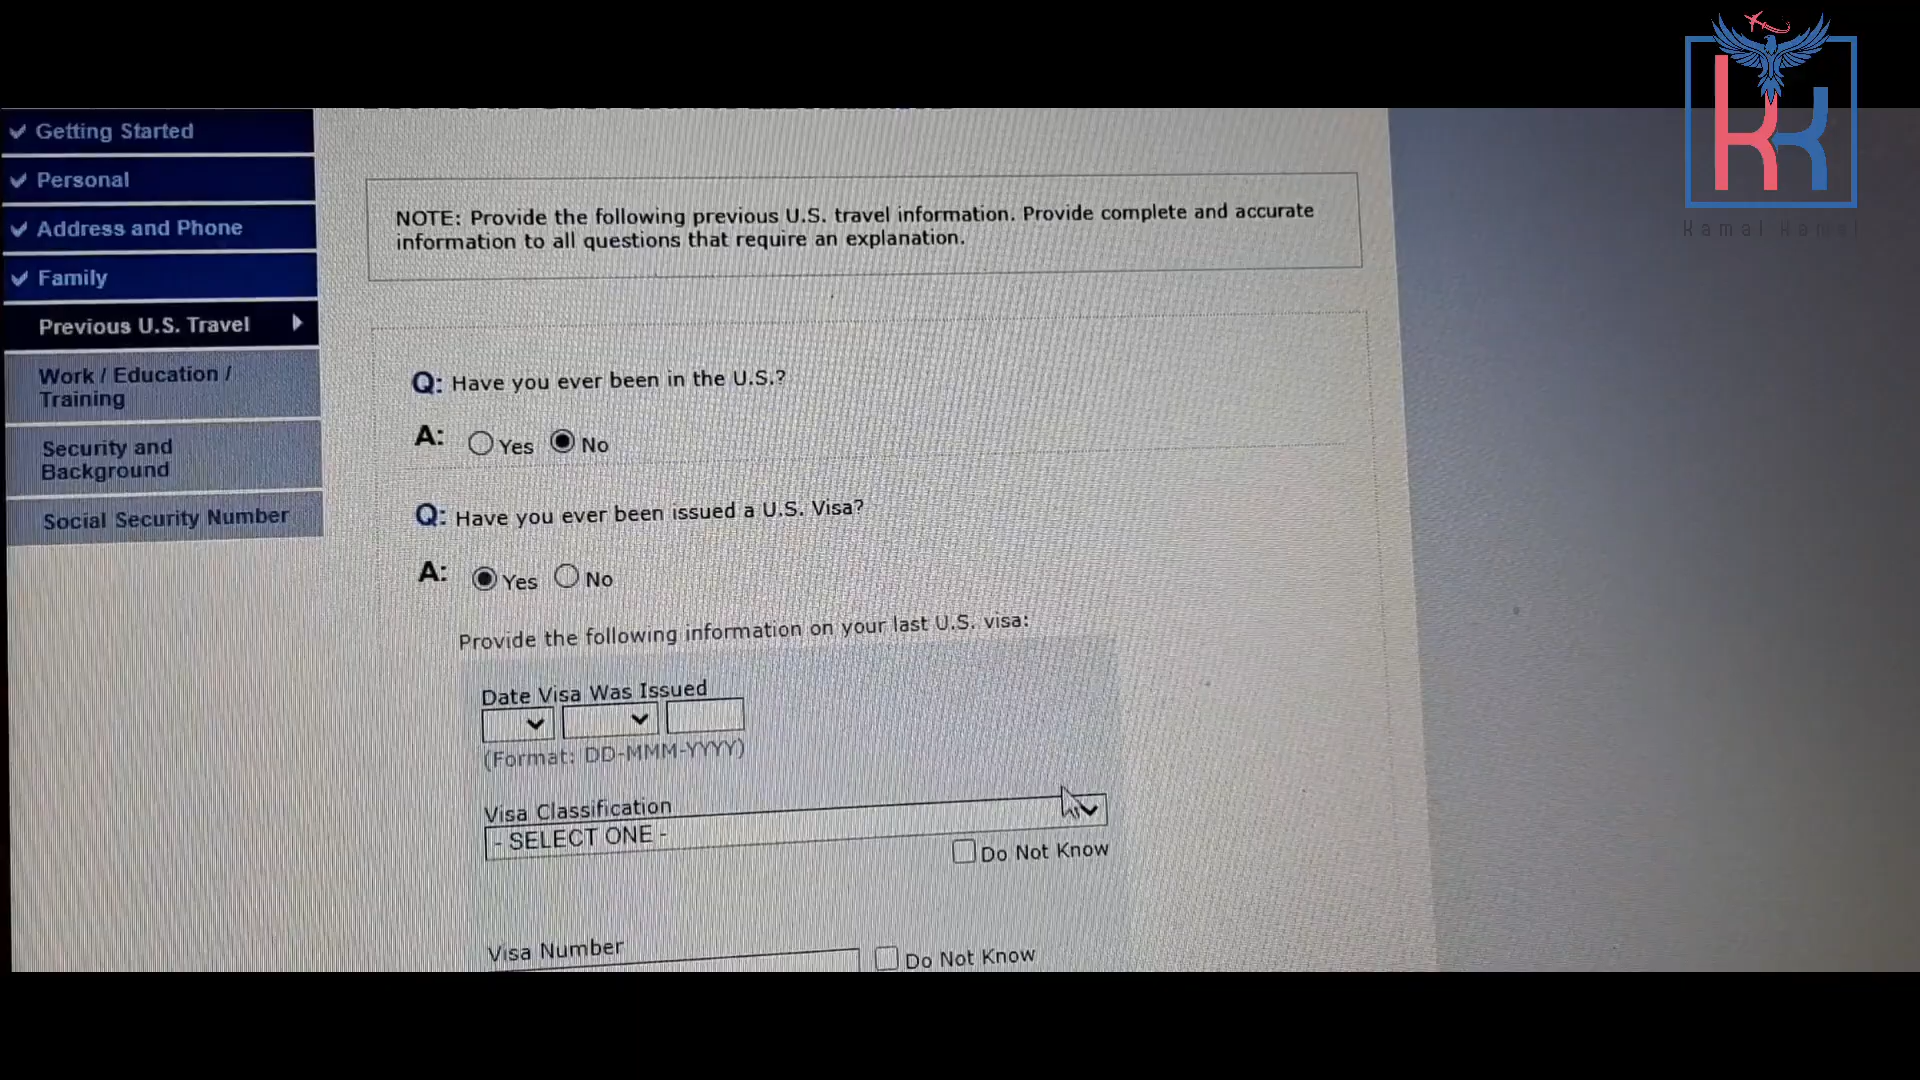 Getting Started
Personal
Address and Phone
Family
Previous U.S. Travel
Work / Education /
Training
Security and
Background
Social Security Number
NOTE: Provide the following previous U.S. travel information. Provide complete and accurate
information to all questions that require an explanation.
Q: Have you ever been in the U.S.?
A: Yes No
Q: Have you ever been issued a U.S. Visa?
A: Yes No
Provide the following information on your last U.S. visa:
Date Visa Was Issued
(Format: DD-MMM-YYYY)
Visa Classification
- SELECT ONE -
Do Not Know
Visa Number
Do Not Know
KK
Kamal Kamal